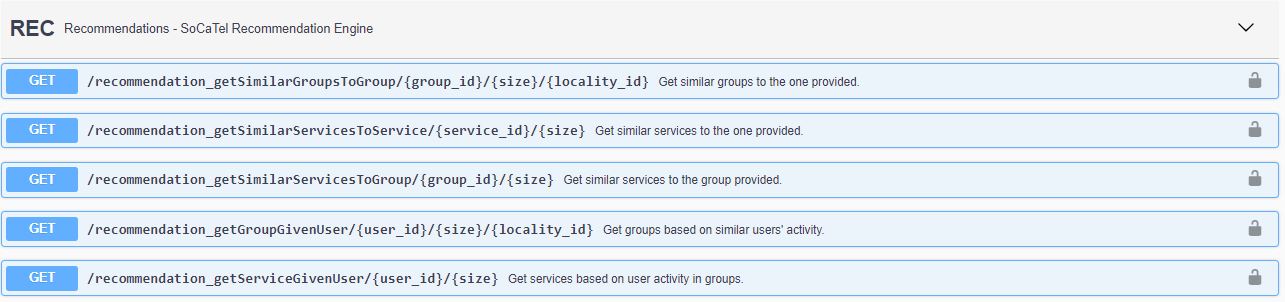 REC Recommendations - SoCaTel Recommendation Engine
GET /recommendation_getSimilarGroupsToGroup/{group_id}/{size}/{locality_id} Get similar groups to the one provided.
GET /recommendation_getSimilarServicesToService/{service_id}/{size} Get similar services to the one provided.
GET /recommendation_getSimilarServicesToGroup/{group_id}/{size} Get similar services to the group provided.
GET /recommendation_getGroupGivenUser/{user_id}/{size}/{locality_id} Get groups based on similar users' activity.
GET /recommendation_getServiceGivenUser/{user_id}/{size} Get services based on user activity in groups.